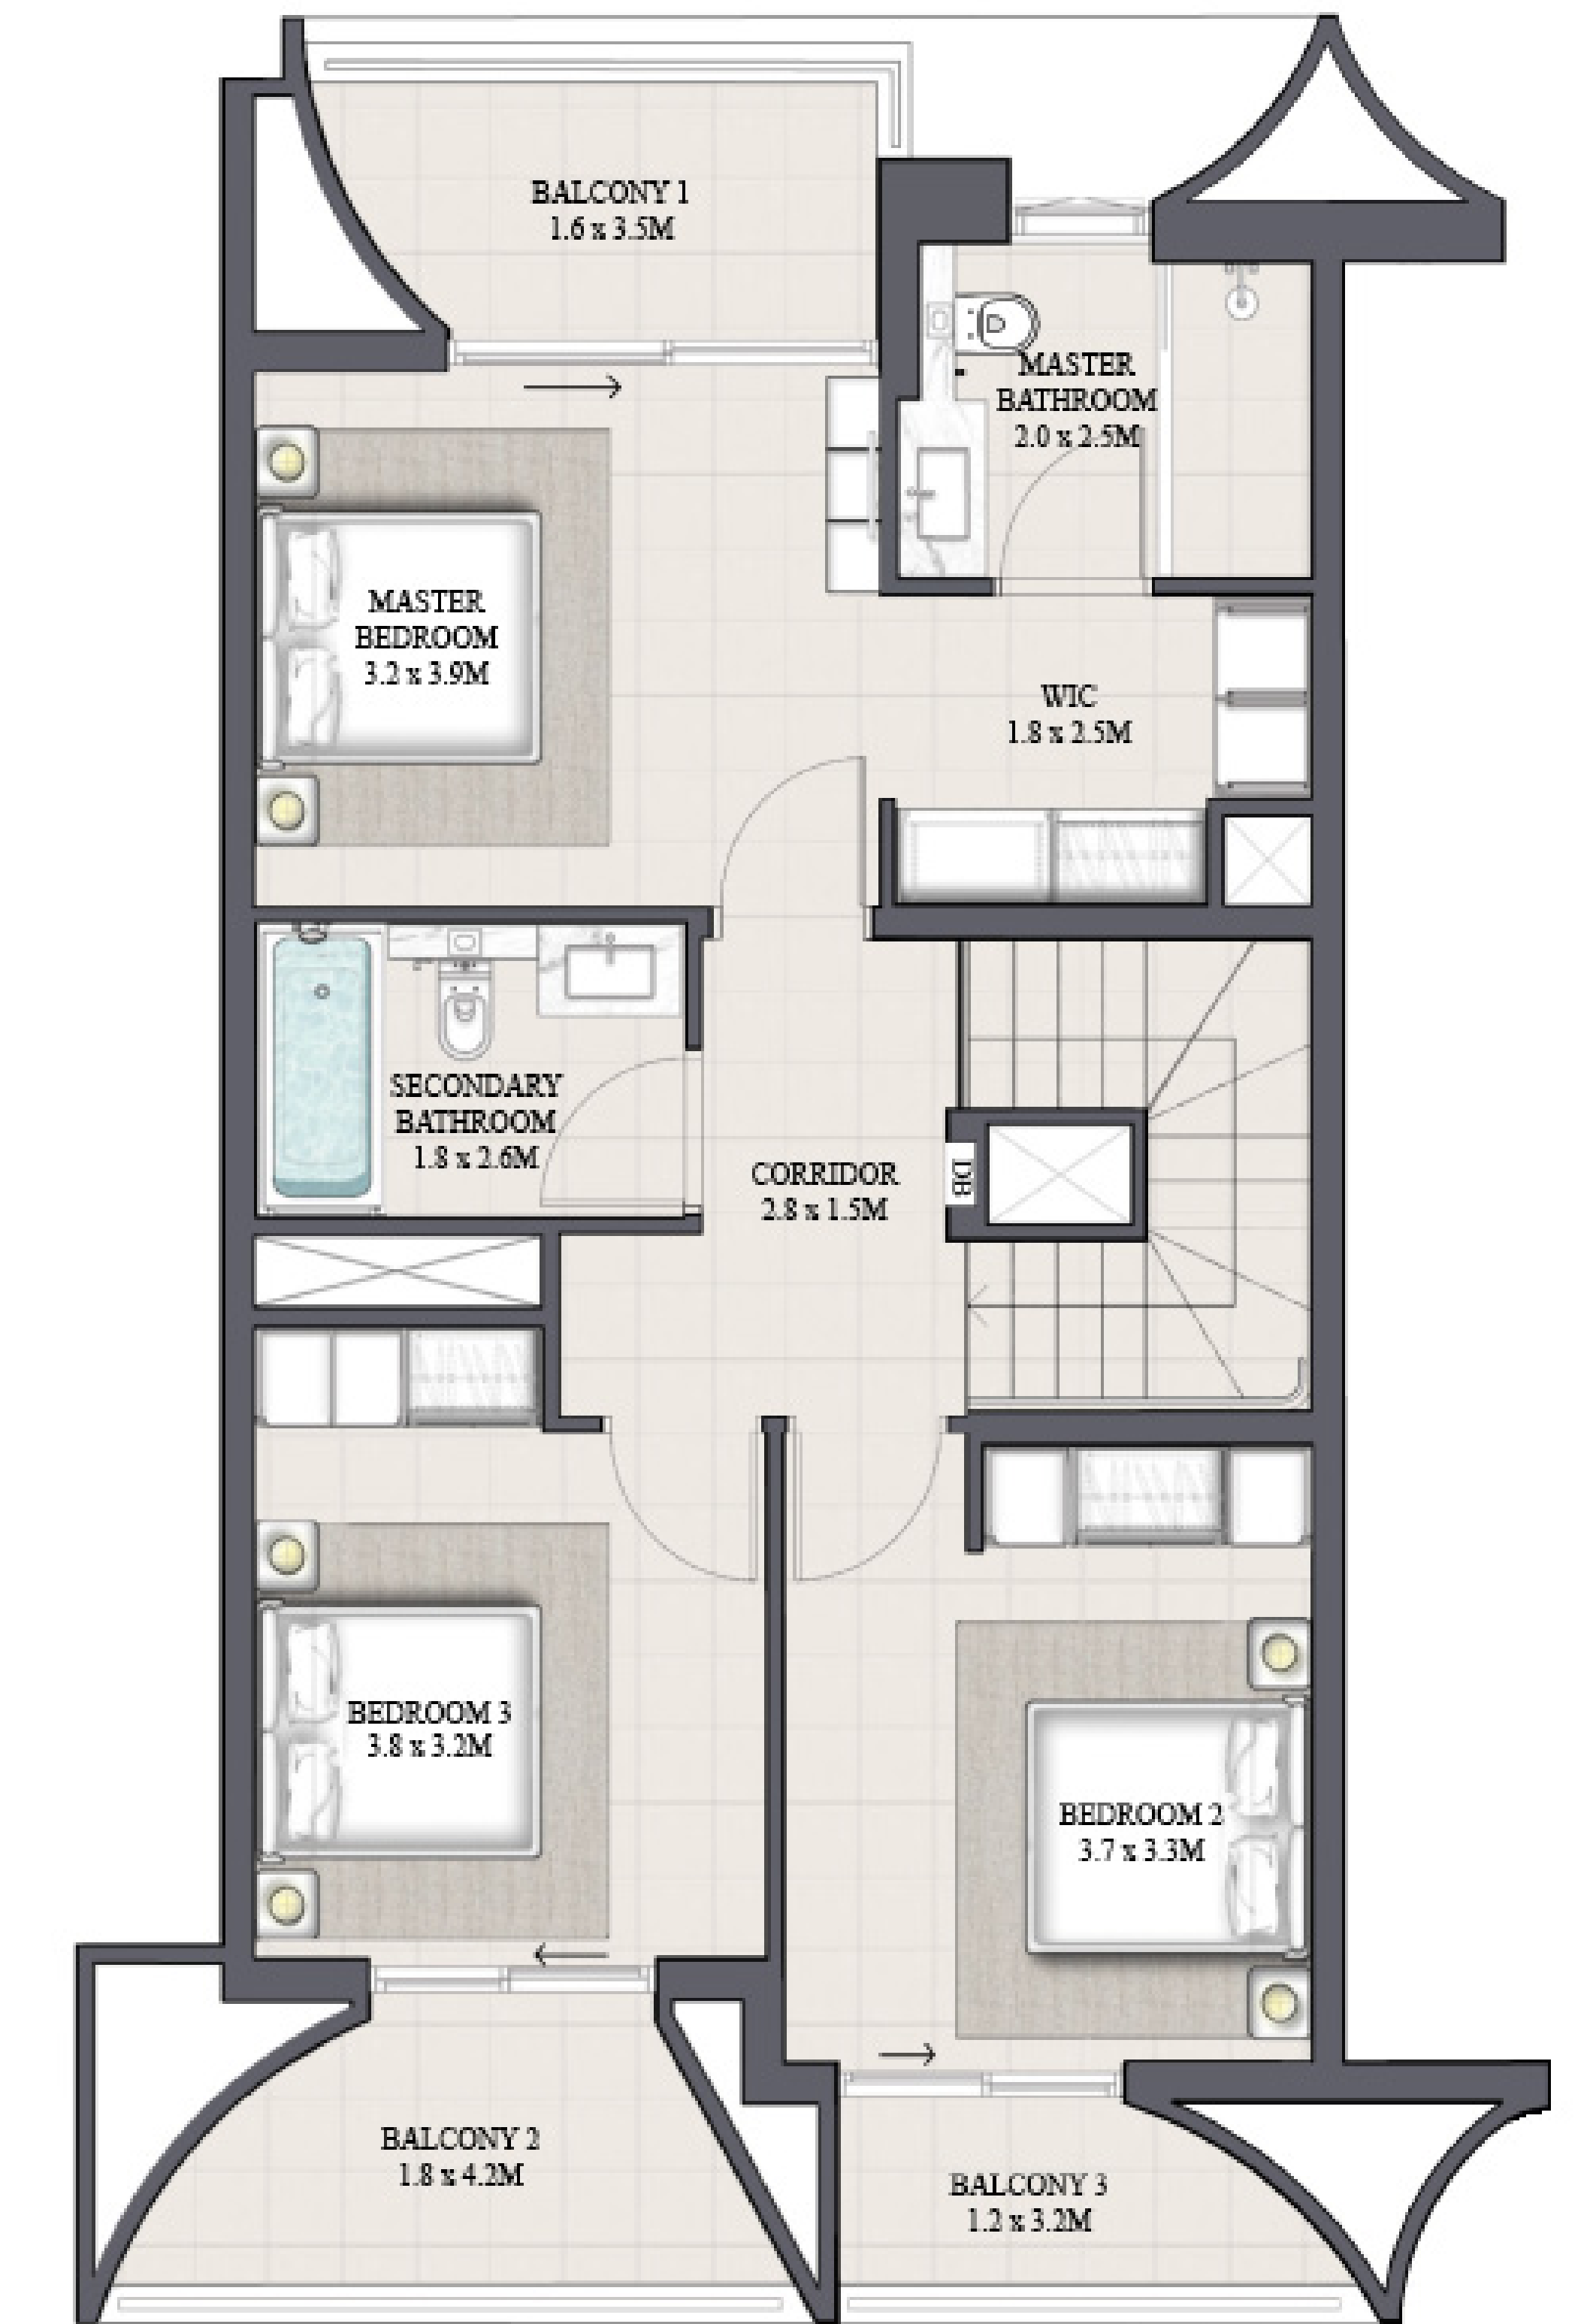 BALCONY 1
1.6 x 3.5M
MASTER
BATHROOM
2.0 x 2.5M
MASTER
BEDROOM
3.2 x 3.9M
WIC
1.8 x 2.5M
SECONDARY
BATHROOM
1.8 x 2.6M
CORRIDOR
2.8 x 1.5M
DB
BEDROOM 3
3.8 x 3.2M
BEDROOM 2
3.7 x 3.3M
BALCONY 2
1.8 x 4.2M
BALCONY 3
1.2 x 3.2M